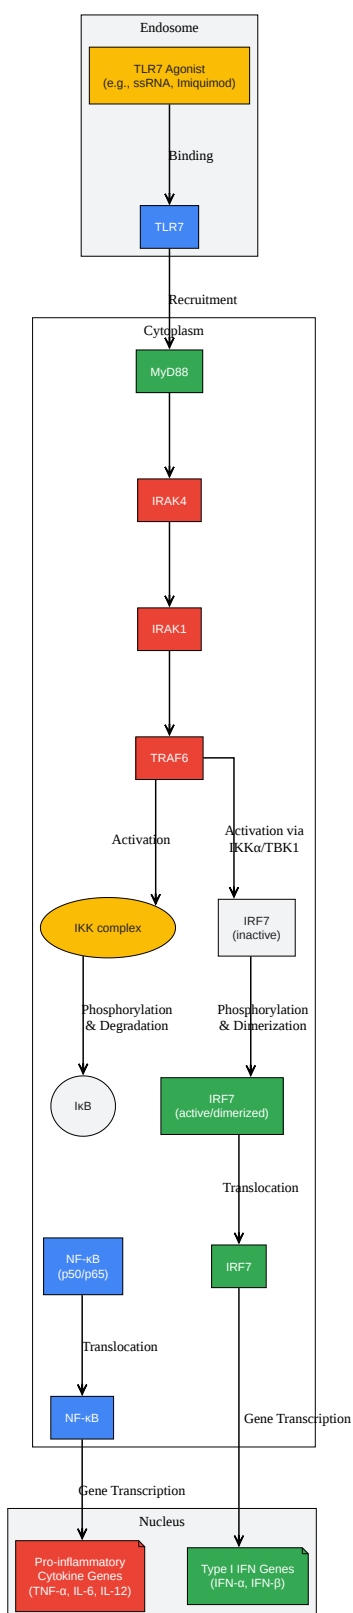 Endosome
TLR7 Agonist
(e.g., ssRNA, Imiquimod)
Binding
TLR7
Recruitment
Cytoplasm
MyD88
IRAK4
IRAK1
TRAF6
Activation
Activation via
IKKα/TBK1
IKK complex
IRF7
(inactive)
Phosphorylation
& Degradation
Phosphorylation
& Dimerization
IκB
IRF7
(active/dimerized)
Translocation
NF-κB
(p50/p65)
IRF7
Translocation
NF-κB
Gene Transcription
Gene Transcription
Nucleus
Pro-inflammatory
Cytokine Genes
(TNF-α, IL-6, IL-12)
Type I IFN Genes
(IFN-α, IFN-β)